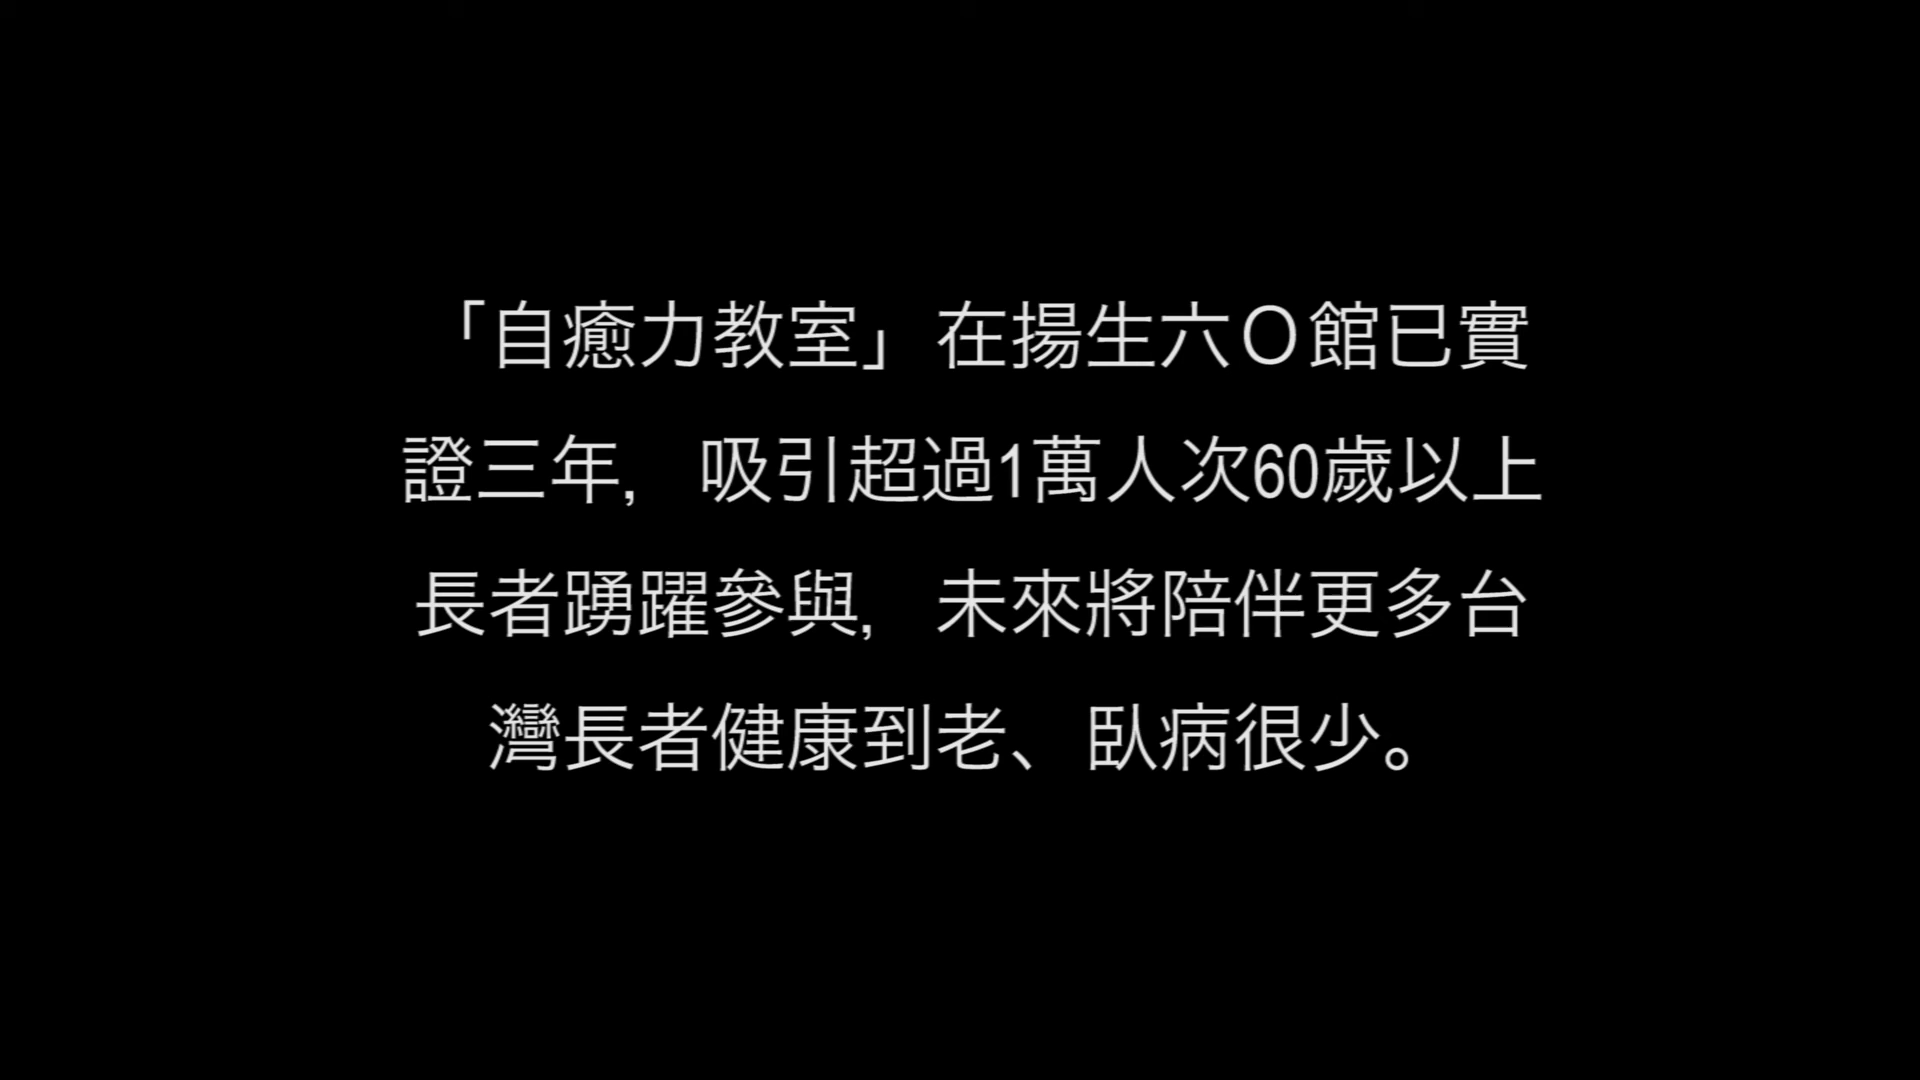 「自癒力教室」在揚生六O館已實
證三年, 吸引超過1萬人次60歲以上
長者踴躍參與, 未來將陪伴更多台
灣長者健康到老、臥病很少。